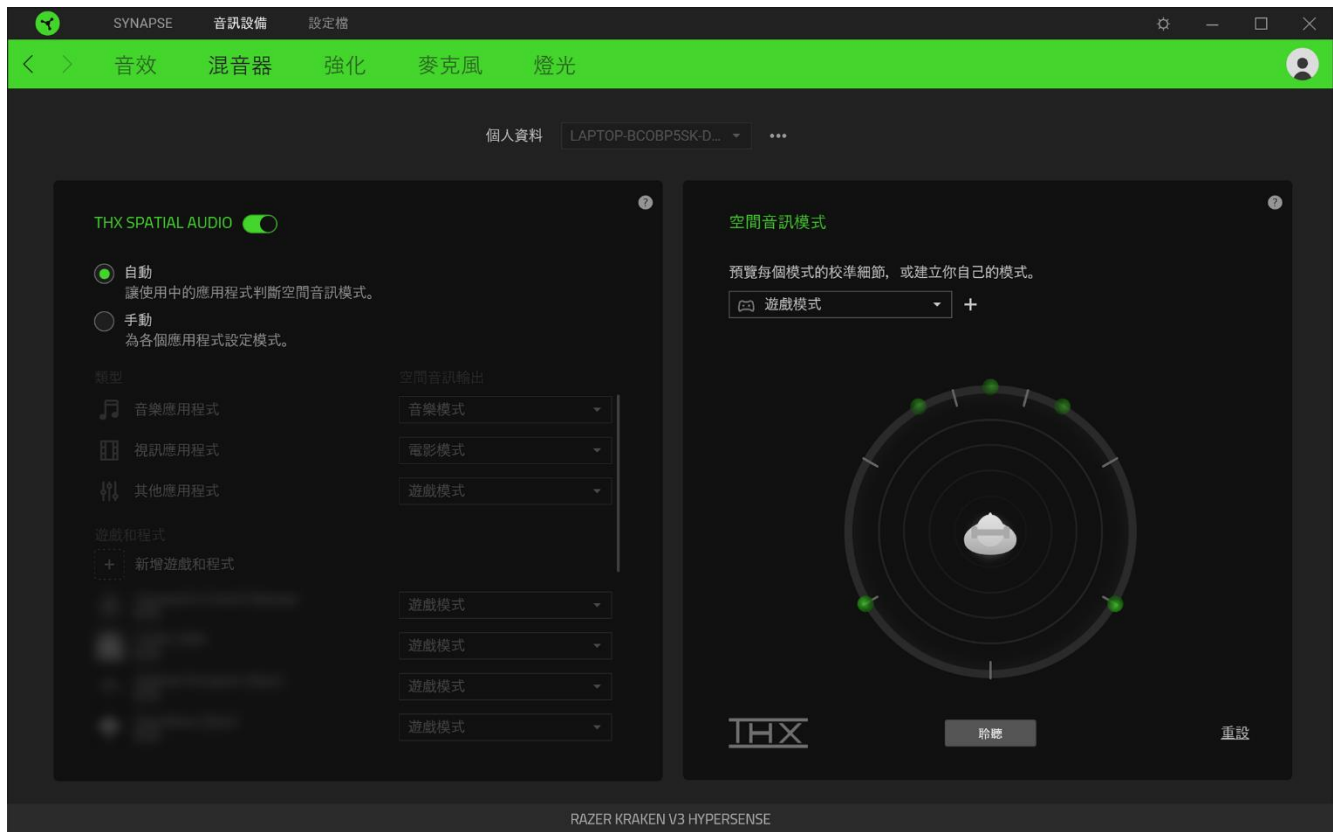 SYNAPSE 音訊設備 設定檔
音效 混音器 強化 麥克風 燈光
個人資料 LAPTOP-BCOBP5SK-D...
THX SPATIAL AUDIO
自動
讓使用中的應用程式判斷空間音訊模式。
手動
為各個應用程式設定模式。
類型 空間音訊輸出
音樂應用程式 音樂模式
視訊應用程式 電影模式
其他應用程式 遊戲模式
遊戲和程式
新增遊戲和程式
遊戲模式
遊戲模式
遊戲模式
遊戲模式
空間音訊模式
預覽每個模式的校準細節，或建立你自己的模式。
遊戲模式
THX 聆聽 重設
RAZER KRAKEN V3 HYPERSENSE